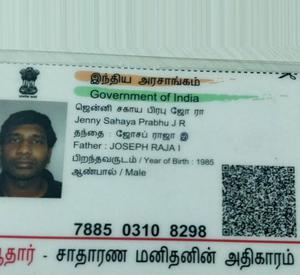 இந்திய அரசாங்கம்
Government of India
ஜென்னி சகாய பிரபு ஜோ ரா
Jenny Sahaya Prabhu J R
தந்தை : ஜோசப் ராஜா இ
Father : JOSEPH RAJA I
பிறந்தவருடம் / Year of Birth : 1985
ஆண்பால் / Male
7885 0310 8298
ஆதார் - சாதாரண மனிதனின் அதிகாரம்